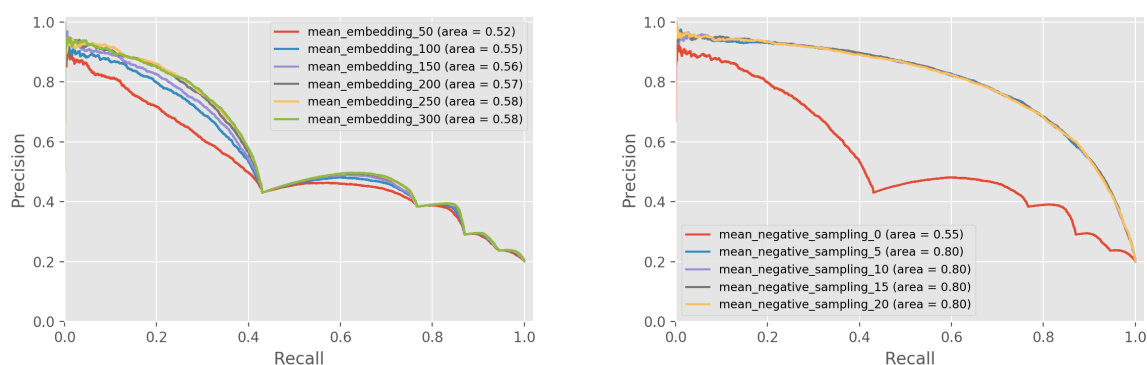 1.0
0.8
0.6
0.4
0.2
0.0
Precision
mean_embedding_50 (area = 0.52)
mean_embedding_100 (area = 0.55)
mean_embedding_150 (area = 0.56)
mean_embedding_200 (area = 0.57)
mean_embedding_250 (area = 0.58)
mean_embedding_300 (area = 0.58)
0.0 0.2 0.4 0.6 0.8 1.0
Recall
1.0
0.8
0.6
0.4
0.2
0.0
Precision
mean_negative_sampling_0 (area = 0.55)
mean_negative_sampling_5 (area = 0.80)
mean_negative_sampling_10 (area = 0.80)
mean_negative_sampling_15 (area = 0.80)
mean_negative_sampling_20 (area = 0.80)
0.0 0.2 0.4 0.6 0.8 1.0
Recall